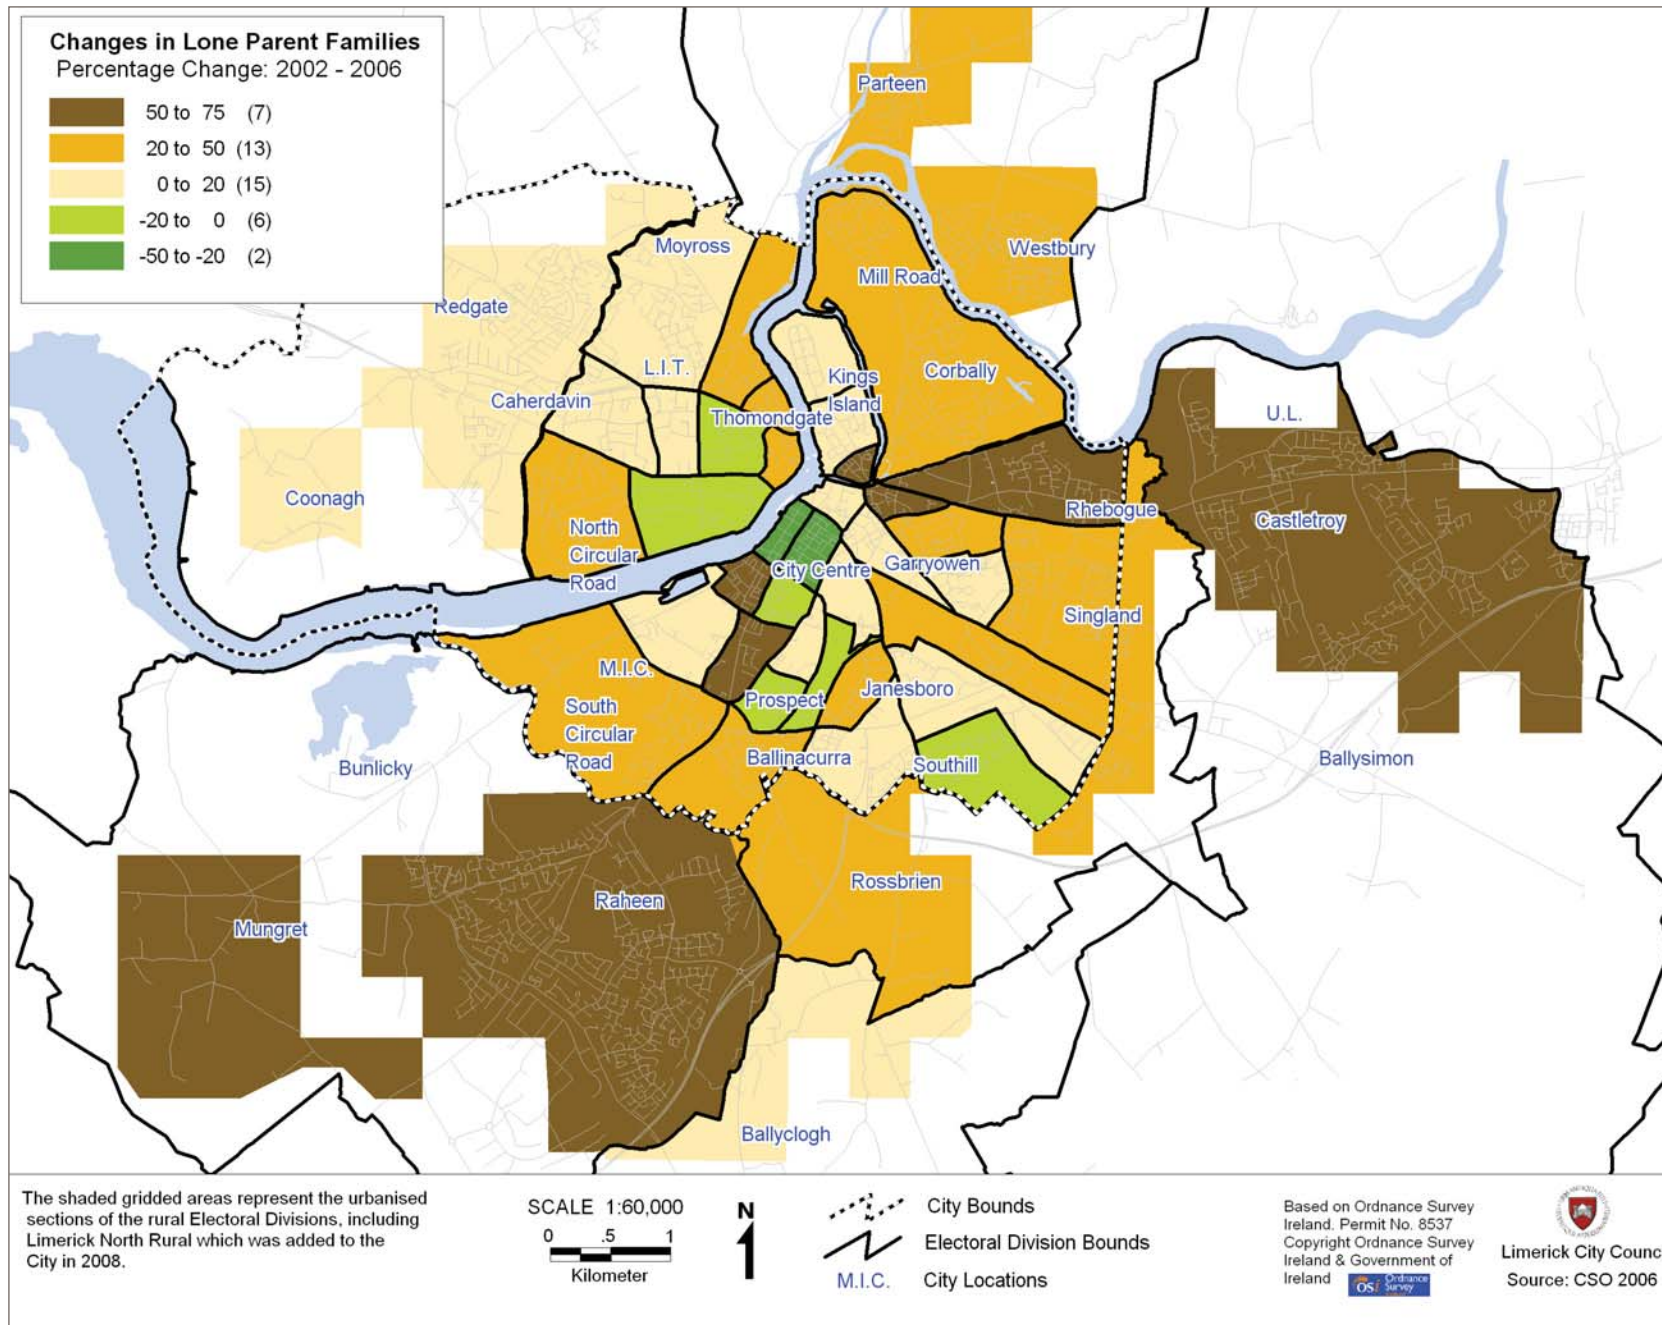 Changes in Lone Parent Families
Percentage Change: 2002 - 2006
50 to 75 (7)
20 to 50 (13)
0 to 20 (15)
-20 to 0 (6)
-50 to -20 (2)
Parteen
Moyross
Westbury
Mill Road
Redgate
L.I.T.
Corbally
Kings
Island
Caherdavin
Thomondgate
U.L.
Coonagh
Rhebogue
Castletroy
North
Circular
Road
City Centre
Garryowen
Singland
M.I.C.
Janesboro
Prospect
South
Circular
Road
Ballinacurra
Southill
Bunlicky
Ballysimon
Rossbrien
Raheen
Mungret
Ballyclogh
The shaded gridded areas represent the urbanised
sections of the rural Electoral Divisions, including
Limerick North Rural which was added to the
City in 2008.
SCALE 1:60,000
0 .5 1
Kilometer
N
City Bounds
Electoral Division Bounds
M.I.C. City Locations
Based on Ordnance Survey
Ireland. Permit No. 8537
Copyright Ordnance Survey
Ireland & Government of
Ireland
OSi Ordnance
Survey
Limerick City Counc
Source: CSO 2006